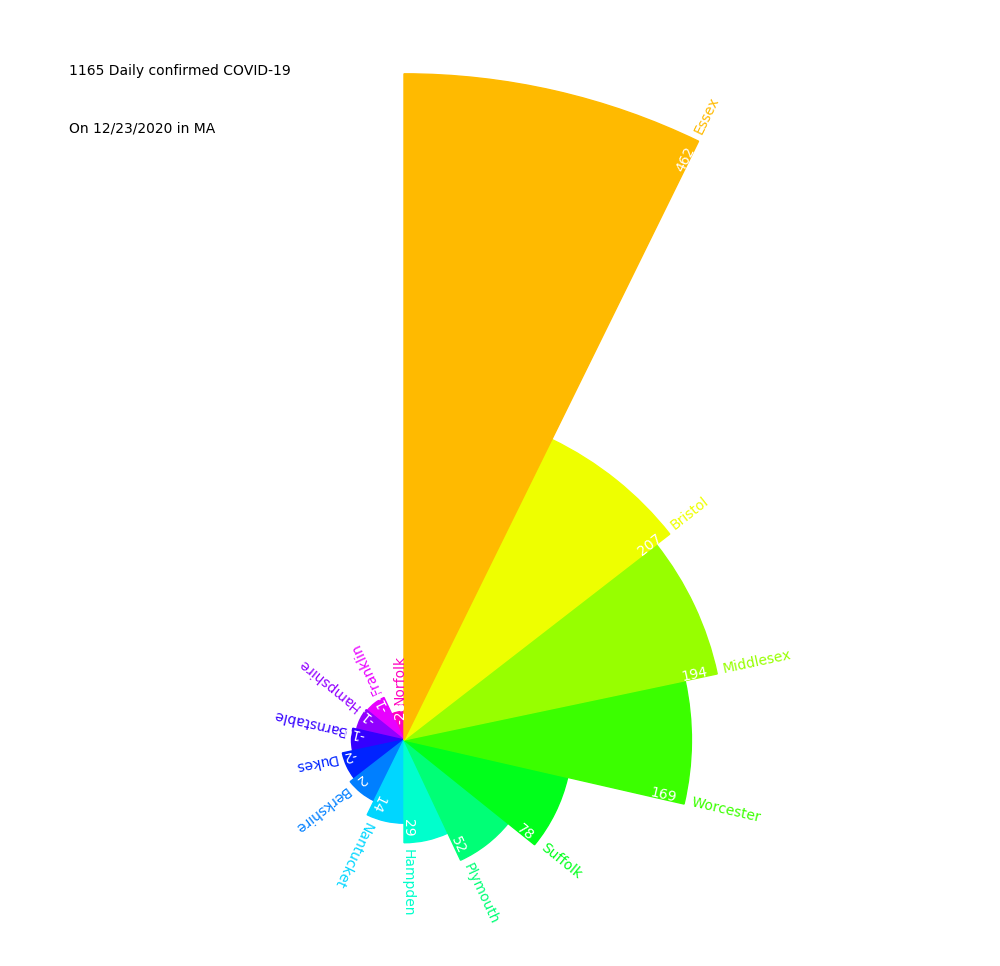 1165 Daily confirmed COVID-19
On 12/23/2020 in MA
Essex
462
Bristol
207
Middlesex
194
Worcester
169
Suffolk
78
Plymouth
52
Hampden
29
Nantucket
14
Berkshire
2
Dukes
-2
Barnstable
-1
Hampshire
-1
Franklin
-1
Norfolk